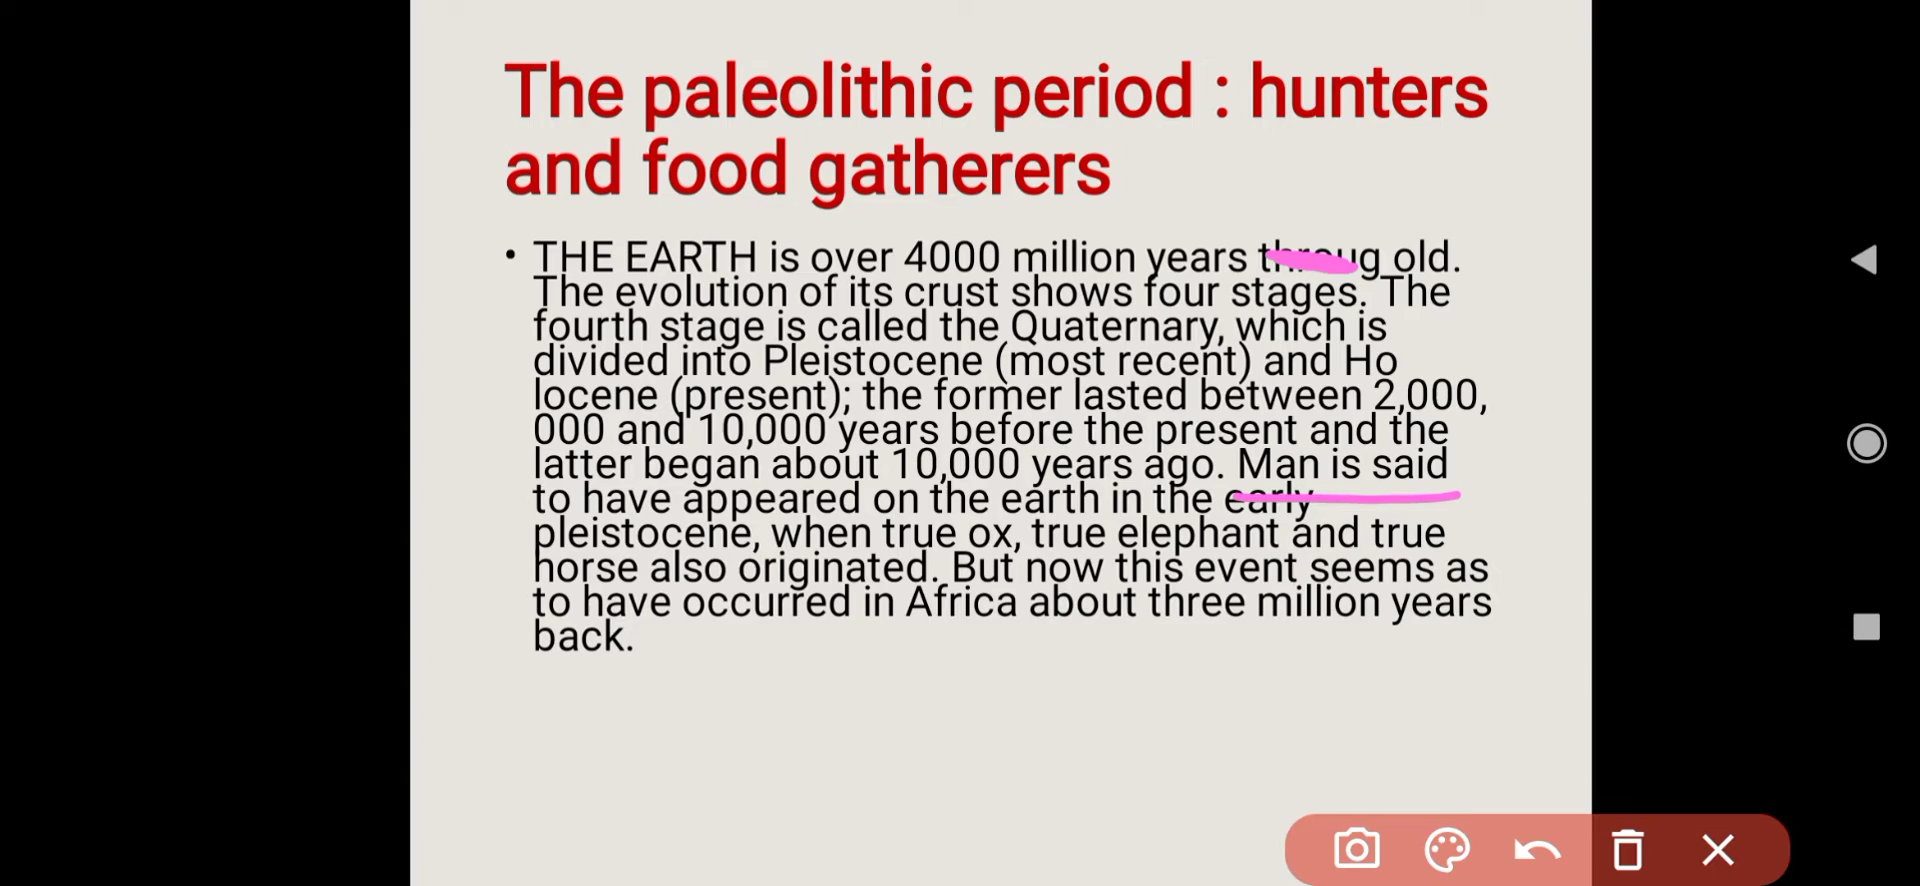 The paleolithic period : hunters
and food gatherers
• THE EARTH is over 4000 million years throug old.
The evolution of its crust shows four stages. The
fourth stage is called the Quaternary, which is
divided into Pleistocene (most recent) and Ho
locene (present); the former lasted between 2,000,
000 and 10,000 years before the present and the
latter began about 10,000 years ago. Man is said
to have appeared on the earth in the early
pleistocene, when true ox, true elephant and true
horse also originated. But now this event seems as
to have occurred in Africa about three million years
back.